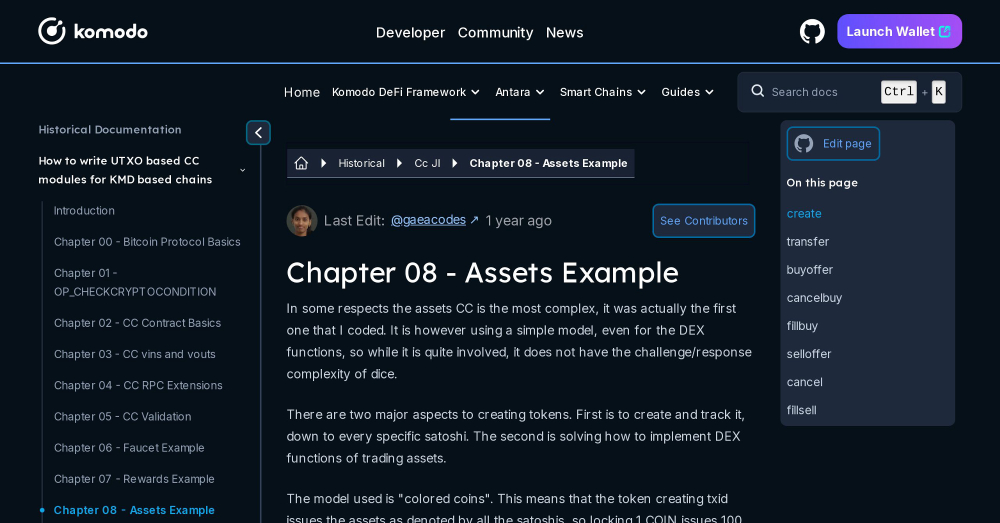 komodo
Developer Community News
Launch Wallet
Home Komodo DeFi Framework Antara Smart Chains Guides
Search docs Ctrl + K
Historical Documentation
How to write UTXO based CC
modules for KMD based chains
Introduction
Chapter 00 - Bitcoin Protocol Basics
Chapter 01 -
OP_CHECKCRYPTOCONDITION
Chapter 02 - CC Contract Basics
Chapter 03 - CC vins and vouts
Chapter 04 - CC RPC Extensions
Chapter 05 - CC Validation
Chapter 06 - Faucet Example
Chapter 07 - Rewards Example
Chapter 08 - Assets Example
Historical Cc Jl Chapter 08 - Assets Example
Last Edit: @gaeacodes ↗ 1 year ago
See Contributors
Chapter 08 - Assets Example
In some respects the assets CC is the most complex, it was actually the first
one that I coded. It is however using a simple model, even for the DEX
functions, so while it is quite involved, it does not have the challenge/response
complexity of dice.
There are two major aspects to creating tokens. First is to create and track it,
down to every specific satoshi. The second is solving how to implement DEX
functions of trading assets.
The model used is "colored coins". This means that the token creating txid
issues the assets as denoted by all the satoshis, so locking 1 COIN issues 100
Edit page
On this page
create
transfer
buyoffer
cancelbuy
fillbuy
selloffer
cancel
fillsell